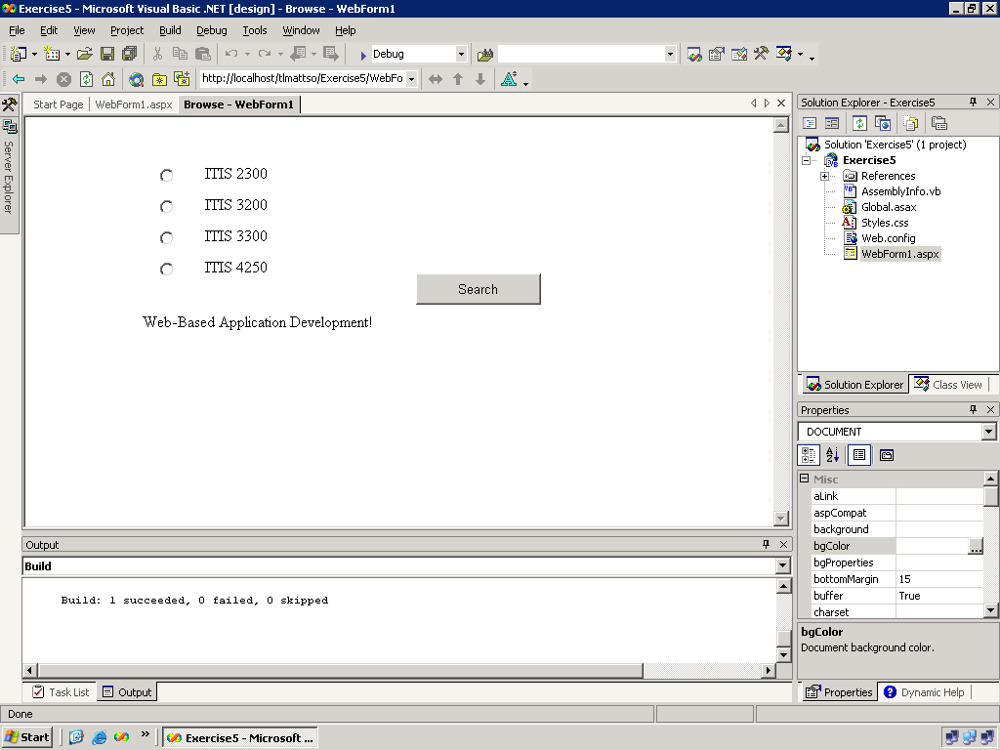 Exercise5 - Microsoft Visual Basic .NET [design] - Browse - WebForm1
File Edit View Project Build Debug Tools Window Help
Debug
http://localhost/tlmattso/Exercise5/WebFo
Start Page WebForm1.aspx Browse - WebForm1
Server Explorer
ITIS 2300
ITIS 3200
ITIS 3300
ITIS 4250
Search
Web-Based Application Development!
Solution Explorer - Exercise5
Solution 'Exercise5' (1 project)
Exercise5
References
AssemblyInfo.vb
Global.asax
Styles.css
Web.config
WebForm1.aspx
Solution Explorer Class View
Properties
DOCUMENT
Misc
aLink
aspCompat
background
bgColor ...
bgProperties
bottomMargin 15
buffer True
charset
bgColor
Document background color.
Properties Dynamic Help
Output
Build
Build: 1 succeeded, 0 failed, 0 skipped
Task List Output
Done
Start » Exercise5 - Microsoft ...